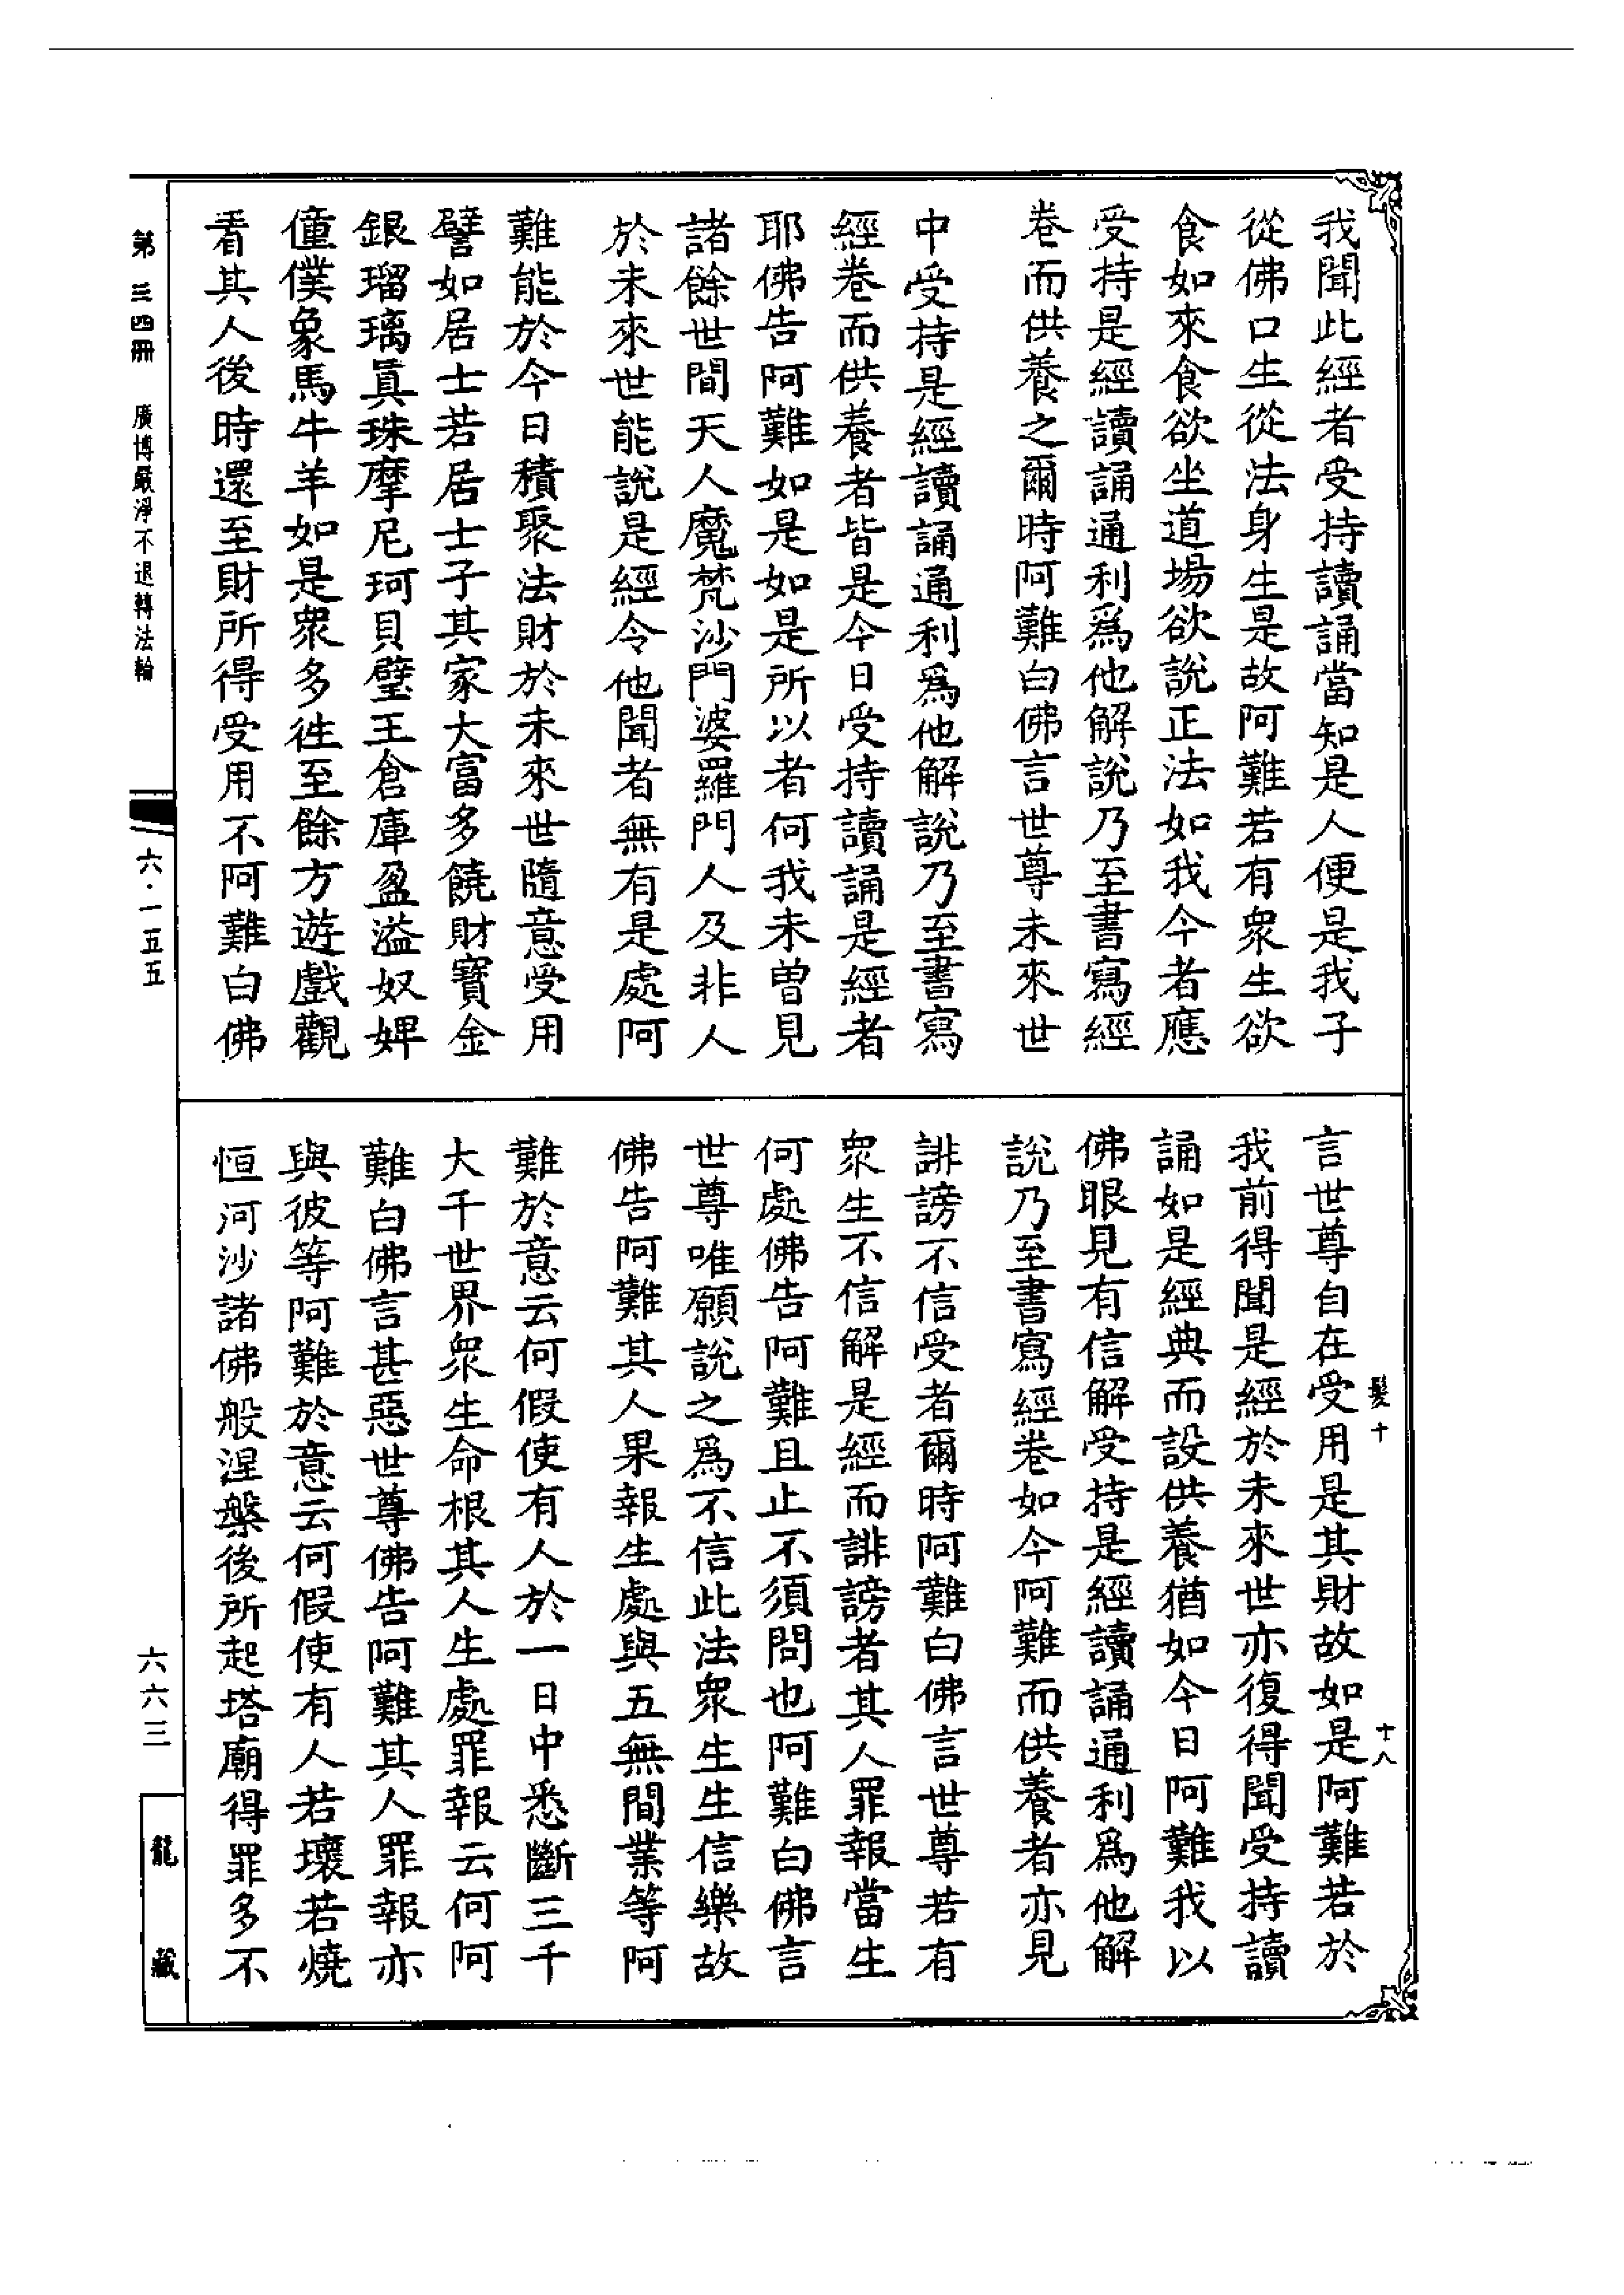 我聞此經者受持讀誦當知是人便是我子
從佛口生從法身生是故阿難若有衆生欲
食如來食欲坐道場欲說正法如我今者應
受持是經讀誦通利爲他解說乃至書寫經
卷而供養之爾時阿難白佛言世尊未來世
中受持是經讀誦通利爲他解說乃至書寫
經卷而供養者皆是今日受持讀誦是經者
耶佛告阿難如是如是所以者何我未曾見
諸餘世間天人魔梵沙門婆羅門人及非人
於未來世能說是經令他聞者無有是處阿
難能於今日積聚法財於未來世隨意受用
譬如居士若居士子其家大富多饒財寶金
銀瑠璃眞珠摩尼珂貝璧玉倉庫盈溢奴婢
僮僕象馬牛羊如是衆多徃至餘方遊戲觀
看其人後時還至財所得受用不阿難白佛
言世尊自在受用是其財故如是阿難若於
我前得聞是經於未來世亦復得聞受持讀
誦如是經典而設供養猶如今日阿難我以
佛眼見有信解受持是經讀誦通利爲他解
說乃至書寫經卷如今阿難而供養者亦見
誹謗不信受者爾時阿難白佛言世尊若有
衆生不信解是經而誹謗者其人罪報當生
何處佛告阿難且止不須問也阿難白佛言
世尊唯願說之爲不信此法衆生生信樂故
佛告阿難其人果報生處與五無間業等阿
難於意云何假使有人於一日中悉斷三千
大千世界衆生命根其人生處罪報云何阿
難白佛言甚惡世尊佛告阿難其人罪報亦
與彼等阿難於意云何假使有人若壞若燒
恒河沙諸佛般涅槃後所起塔廟得罪多不
髮十
十八
第三四冊
廣博嚴淨不退轉法輪
六·一五五
六六三
龍藏